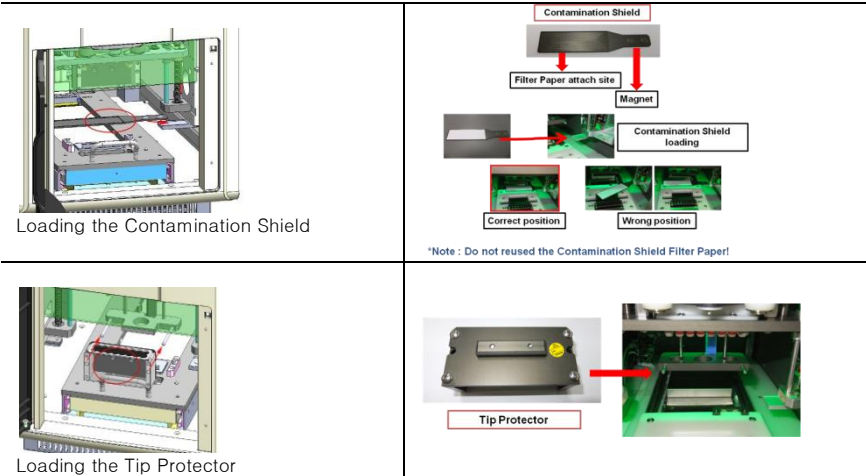 Contamination Shield
Filter Paper attach site
Magnet
Contamination Shield
loading
Correct position
Wrong position
Loading the Contamination Shield
*Note : Do not reused the Contamination Shield Filter Paper!
Tip Protector
Loading the Tip Protector